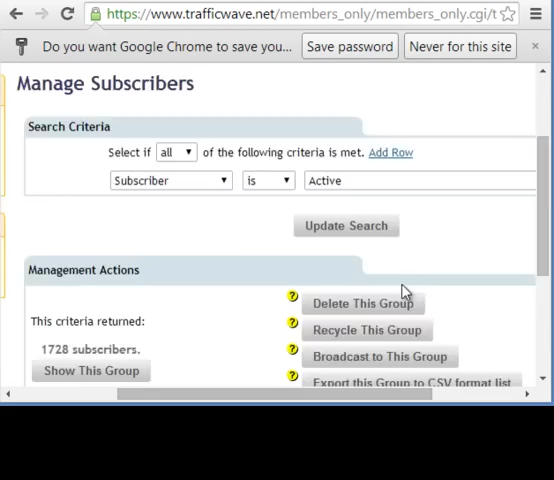 https://www.trafficwave.net/members_only/members_only.cgi/t
Do you want Google Chrome to save you... Save password Never for this site ×
Manage Subscribers
Search Criteria
Select if all of the following criteria is met. Add Row
Subscriber is Active
Update Search
Management Actions
? Delete This Group
This criteria returned:
? Recycle This Group
1728 subscribers.
? Broadcast to This Group
Show This Group
? Export this Group to CSV format list